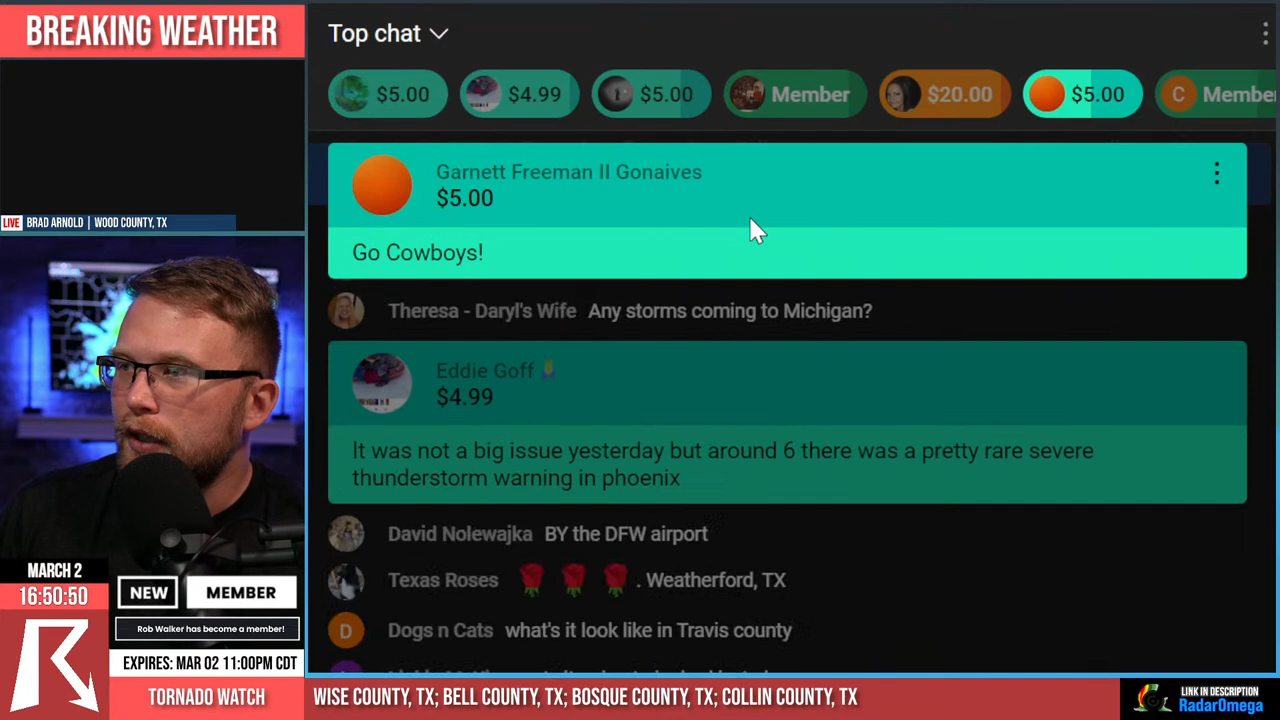 BREAKING WEATHER
LIVE BRAD ARNOLD | WOOD COUNTY, TX
MARCH 2
16:50:50
NEW MEMBER
Rob Walker has become a member!
EXPIRES: MAR 02 11:00PM CDT
Top chat
$5.00 $4.99 $5.00 Member $20.00 $5.00 C Membe
Garnett Freeman II Gonaives
$5.00
Go Cowboys!
Theresa - Daryl's Wife Any storms coming to Michigan?
Eddie Goff
$4.99
It was not a big issue yesterday but around 6 there was a pretty rare severe
thunderstorm warning in phoenix
David Nolewajka BY the DFW airport
Texas Roses 🌹 🌹 🌹 . Weatherford, TX
D Dogs n Cats what's it look like in Travis county
TORNADO WATCH WISE COUNTY, TX; BELL COUNTY, TX; BOSQUE COUNTY, TX; COLLIN COUNTY, TX
LINK IN DESCRIPTION
RadarOmega